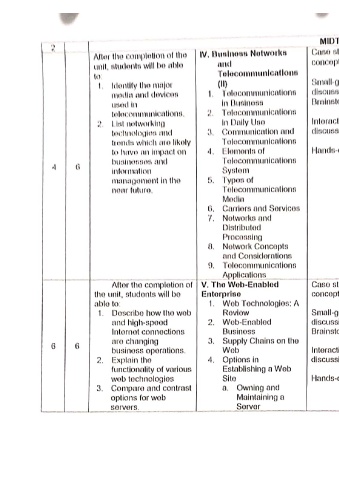 MIDT
2
4
6
After the completion of the
unit, students will be able
to:
1. Identify the major
media and devices
used in
telecommunications.
2. List networking
technologies and
trends which are likely
to have an impact on
businesses and
information
management in the
near future.
IV. Business Networks
and
Telecommunications
(II)
1. Telecommunications
in Business
2. Telecommunications
in Daily Use
3. Communication and
Telecommunications
4. Elements of
Telecommunications
System
5. Types of
Telecommunications
Media
6. Carriers and Services
7. Networks and
Distributed
Processing
8. Network Concepts
and Considerations
9. Telecommunications
Applications
Case st
concept
Small-g
discuss
Brainsto
Interact
discuss
Hands-
6
6
After the completion of
the unit, students will be
able to:
1. Describe how the web
and high-speed
Internet connections
are changing
business operations.
2. Explain the
functionality of various
web technologies
3. Compare and contrast
options for web
servers.
V. The Web-Enabled
Enterprise
1. Web Technologies: A
Review
2. Web-Enabled
Business
3. Supply Chains on the
Web
4. Options in
Establishing a Web
Site
a. Owning and
Maintaining a
Server
Case st
concept
Small-g
discuss
Brainsto
Interacti
discussi
Hands-